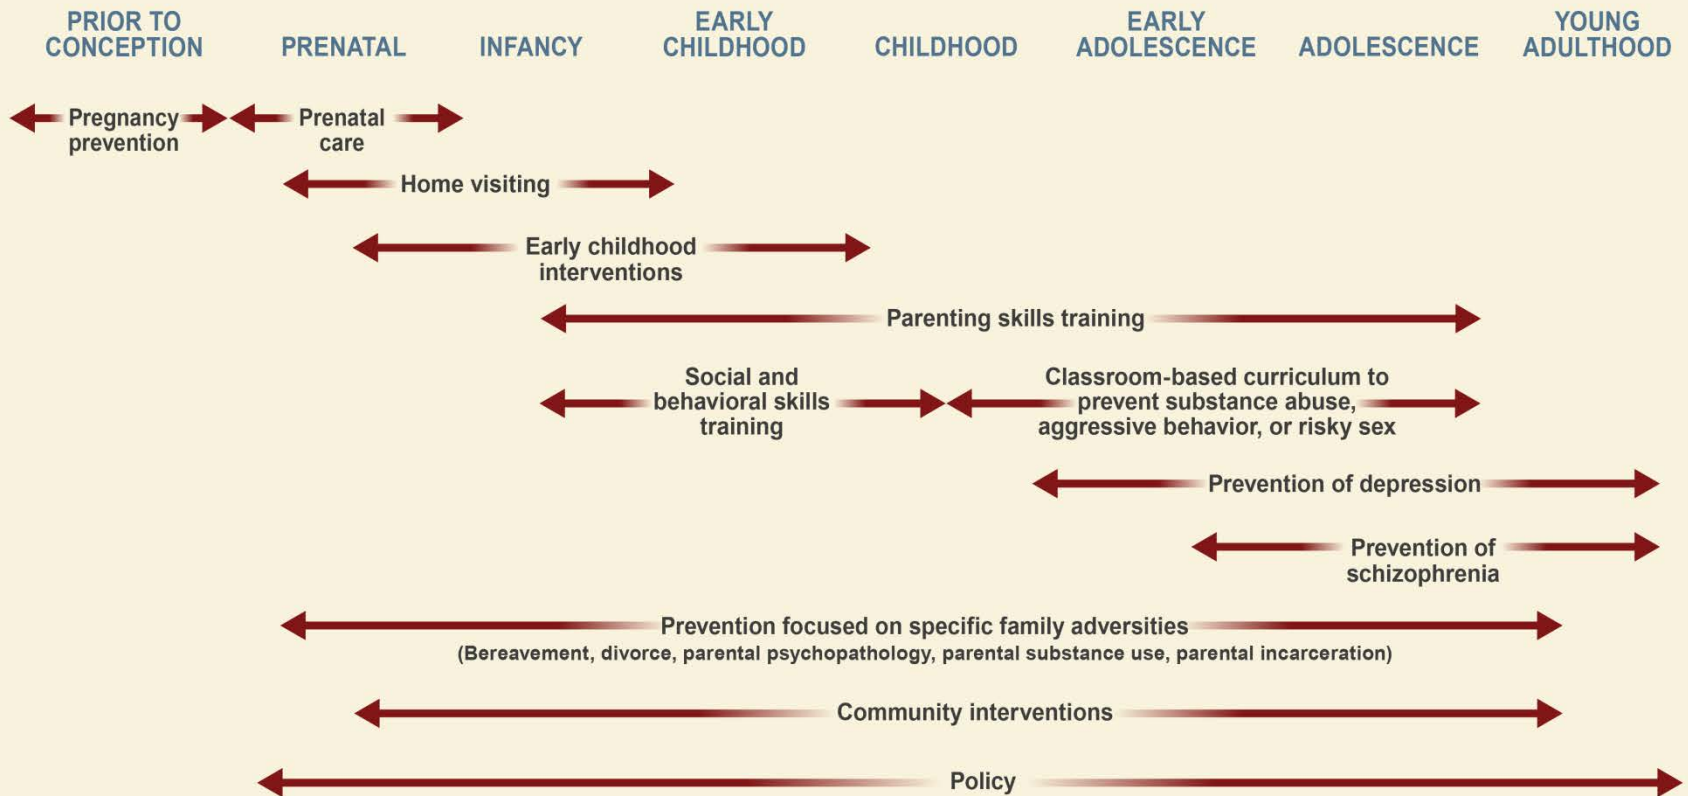 PRIOR TO
CONCEPTION
PRENATAL
INFANCY
EARLY
CHILDHOOD
CHILDHOOD
EARLY
ADOLESCENCE
ADOLESCENCE
YOUNG
ADULTHOOD
Pregnancy
prevention
Prenatal
care
Home visiting
Early childhood
interventions
Parenting skills training
Social and
behavioral skills
training
Classroom-based curriculum to
prevent substance abuse,
aggressive behavior, or risky sex
Prevention of depression
Prevention of
schizophrenia
Prevention focused on specific family adversities
(Bereavement, divorce, parental psychopathology, parental substance use, parental incarceration)
Community interventions
Policy